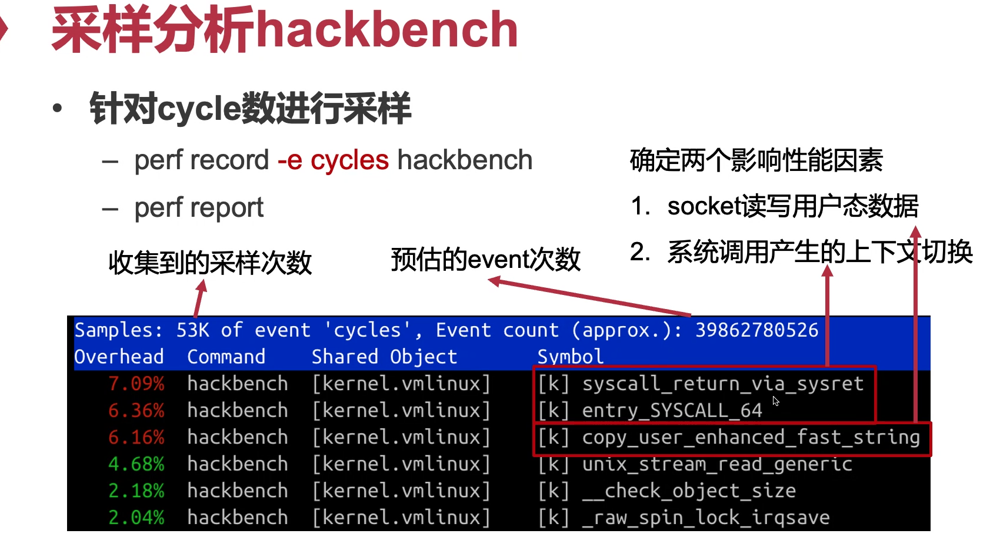 采样分析hackbench
• 针对cycle数进行采样
– perf record -e cycles hackbench
– perf report
确定两个影响性能因素
1. socket读写用户态数据
2. 系统调用产生的上下文切换
收集到的采样次数
预估的event次数
Samples: 53K of event 'cycles', Event count (approx.): 39862780526
Overhead Command Shared Object Symbol
7.09% hackbench [kernel.vmlinux] [k] syscall_return_via_sysret
6.36% hackbench [kernel.vmlinux] [k] entry_SYSCALL_64
6.16% hackbench [kernel.vmlinux] [k] copy_user_enhanced_fast_string
4.68% hackbench [kernel.vmlinux] [k] unix_stream_read_generic
2.18% hackbench [kernel.vmlinux] [k] __check_object_size
2.04% hackbench [kernel.vmlinux] [k] _raw_spin_lock_irqsave